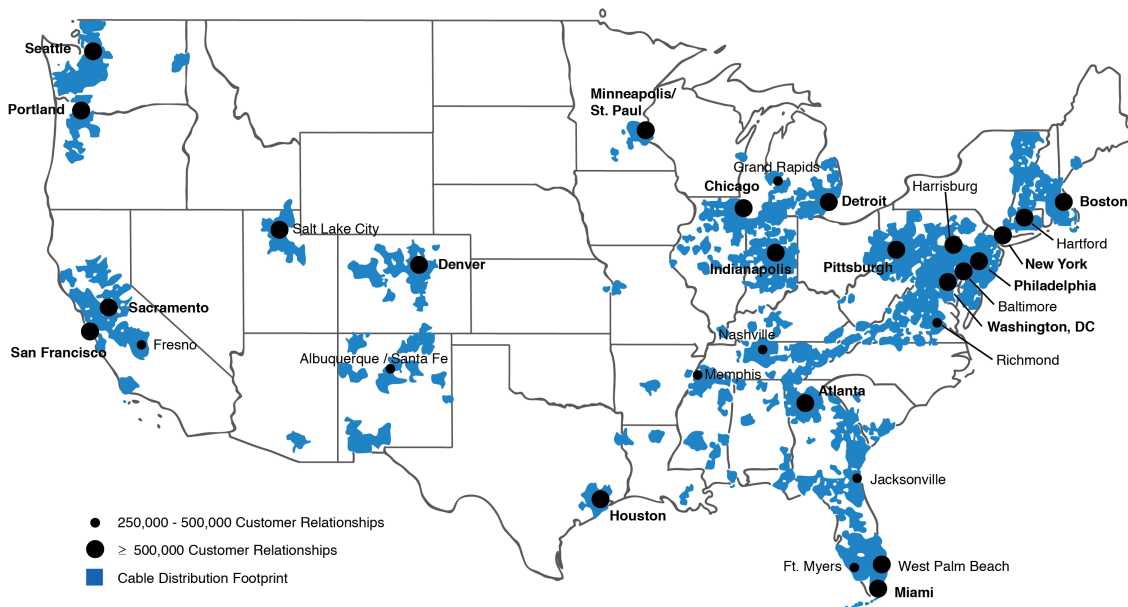 Seattle
Portland
Minneapolis/
St. Paul
Grand Rapids
Chicago
Detroit
Harrisburg
Boston
Hartford
New York
Salt Lake City
Denver
Indianapolis
Pittsburgh
Philadelphia
Baltimore
Washington, DC
Sacramento
San Francisco
Fresno
Nashville
Richmond
Albuquerque / Santa Fe
Memphis
Atlanta
Jacksonville
Houston
Ft. Myers
West Palm Beach
Miami
250,000 - 500,000 Customer Relationships
≥ 500,000 Customer Relationships
Cable Distribution Footprint